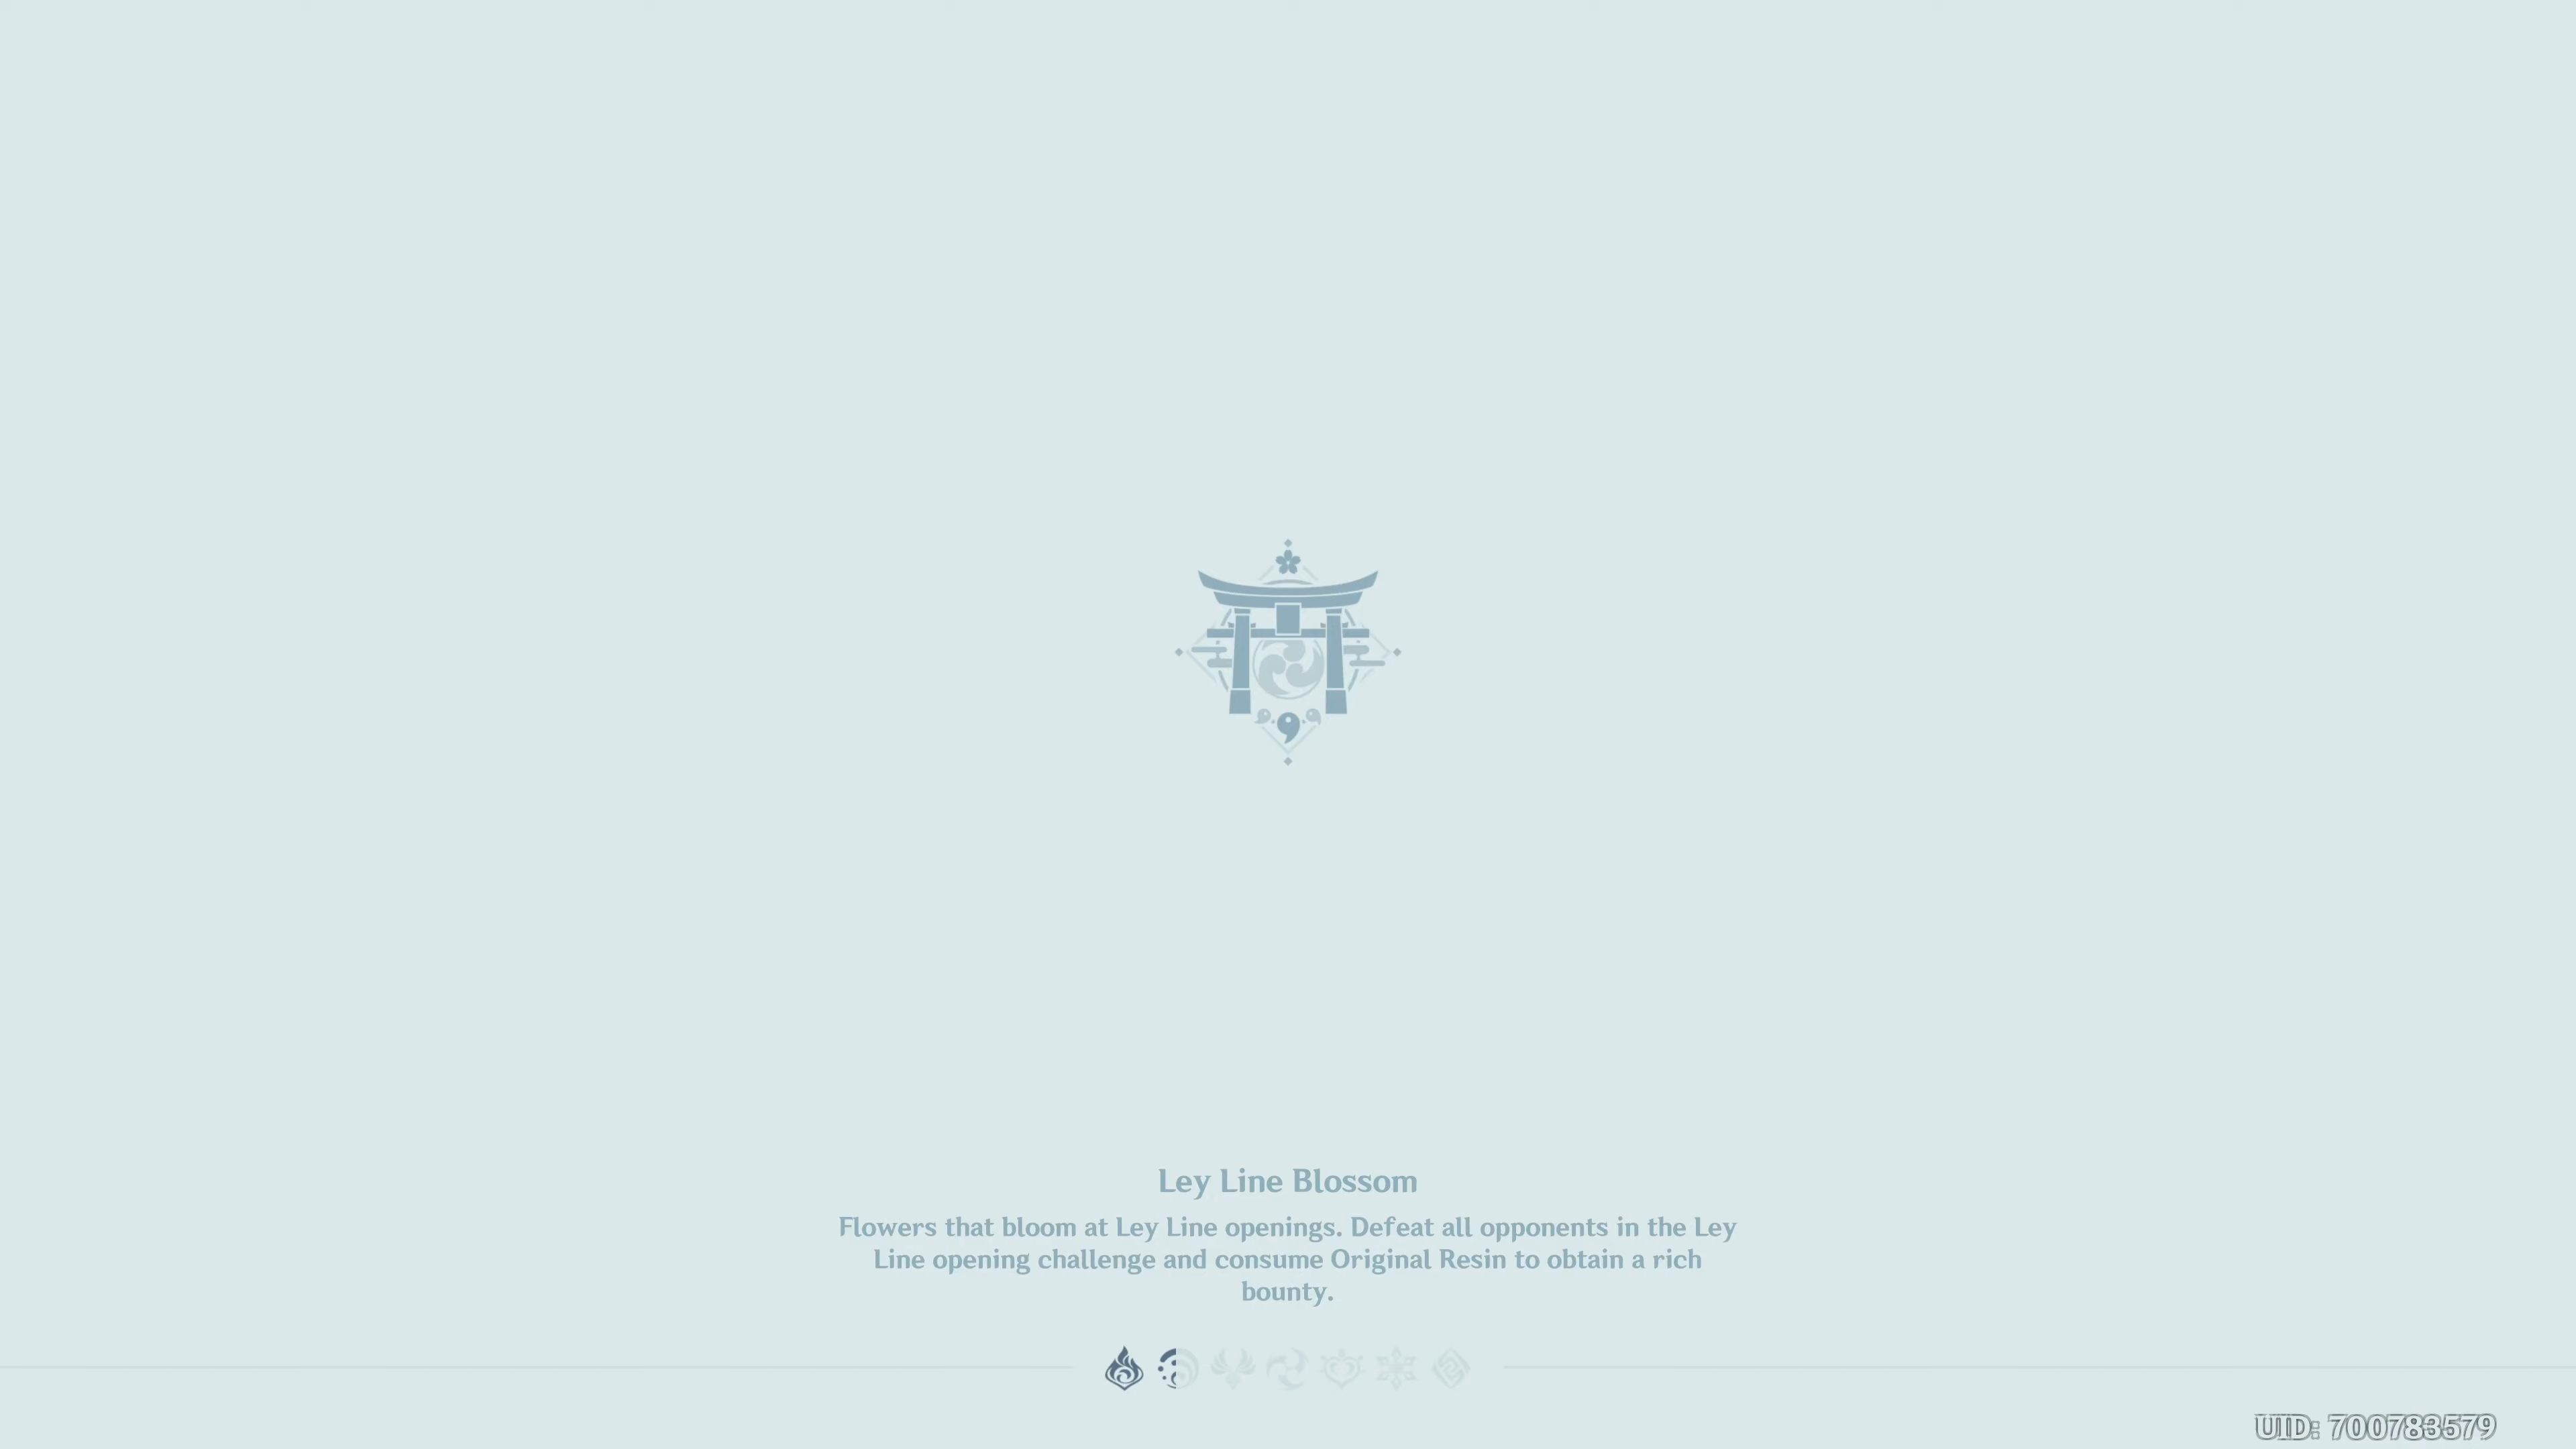 Ley Line Blossom
Flowers that bloom at Ley Line openings. Defeat all opponents in the Ley
Line opening challenge and consume Original Resin to obtain a rich
bounty.
UID: 700783579